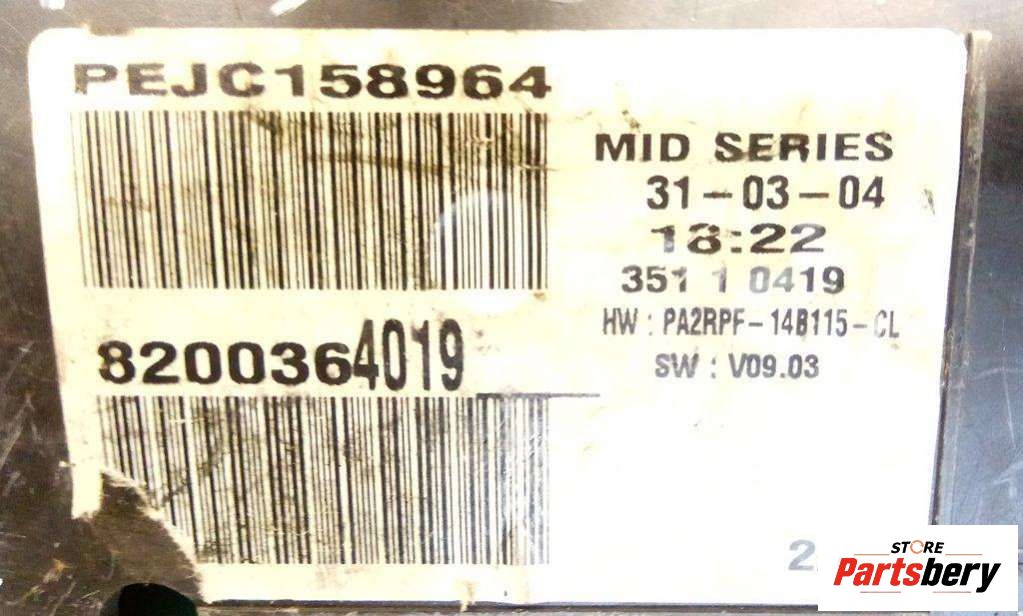 PEJC158964
MID SERIES
31-03-04
18:22
351 1 0419
HW : PA2RPF-14B115-CL
8200364019
SW : V09.03
2
STORE
Partsbery